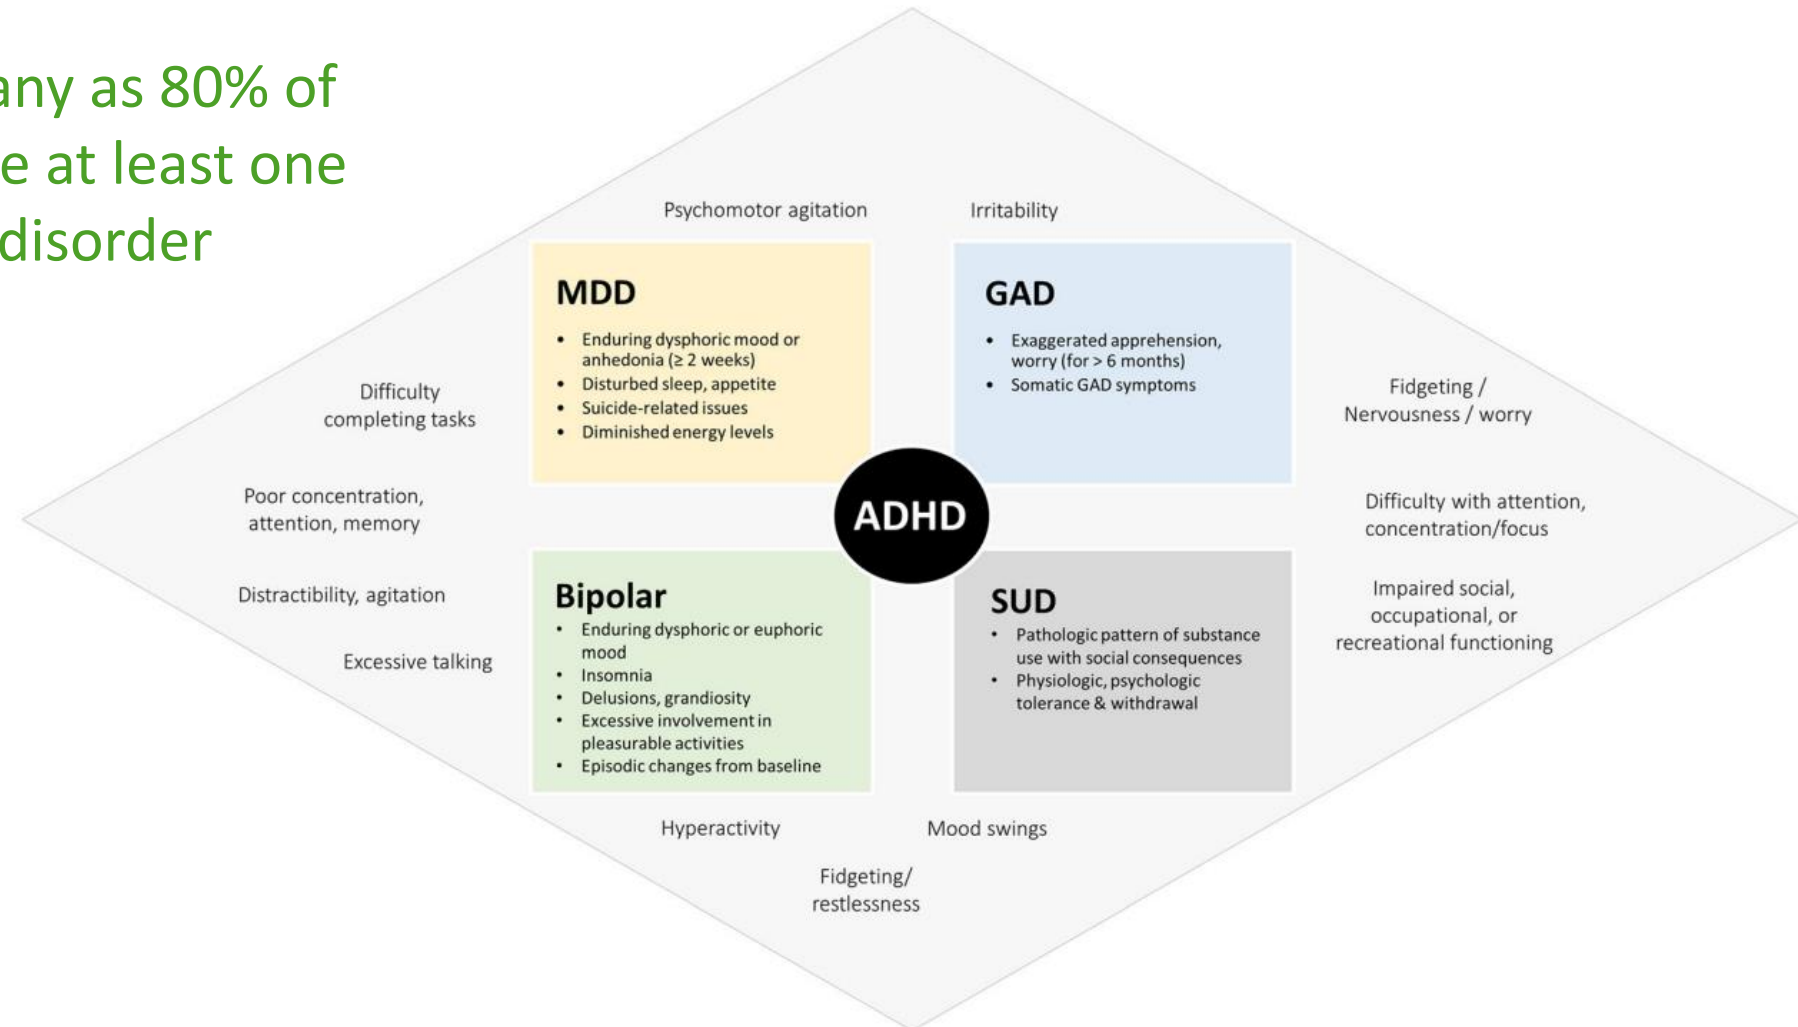 any as 80% of
e at least one
disorder
Psychomotor agitation
Irritability
MDD
• Enduring dysphoric mood or
anhedonia (≥ 2 weeks)
• Disturbed sleep, appetite
• Suicide-related issues
• Diminished energy levels
GAD
• Exaggerated apprehension,
worry (for > 6 months)
• Somatic GAD symptoms
Difficulty
completing tasks
Poor concentration,
attention, memory
Distractibility, agitation
Excessive talking
Fidgeting /
Nervousness / worry
Difficulty with attention,
concentration/focus
Impaired social,
occupational, or
recreational functioning
ADHD
Bipolar
• Enduring dysphoric or euphoric
mood
• Insomnia
• Delusions, grandiosity
• Excessive involvement in
pleasurable activities
• Episodic changes from baseline
SUD
• Pathologic pattern of substance
use with social consequences
• Physiologic, psychologic
tolerance & withdrawal
Hyperactivity
Mood swings
Fidgeting/
restlessness